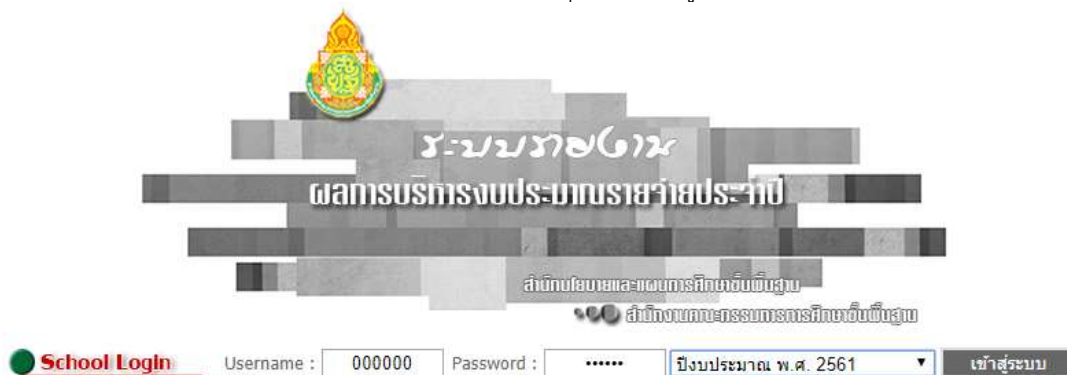 ระบบรายงาน
ผลการบริหารงบประมาณรายจ่ายประจำปี
สำนักนโยบายและแผนการศึกษาขั้นพื้นฐาน
สำนักงานคณะกรรมการการศึกษาขั้นพื้นฐาน
School Login Username : 000000 Password : •••••• ปีงบประมาณ พ.ศ. 2561 เข้าสู่ระบบ